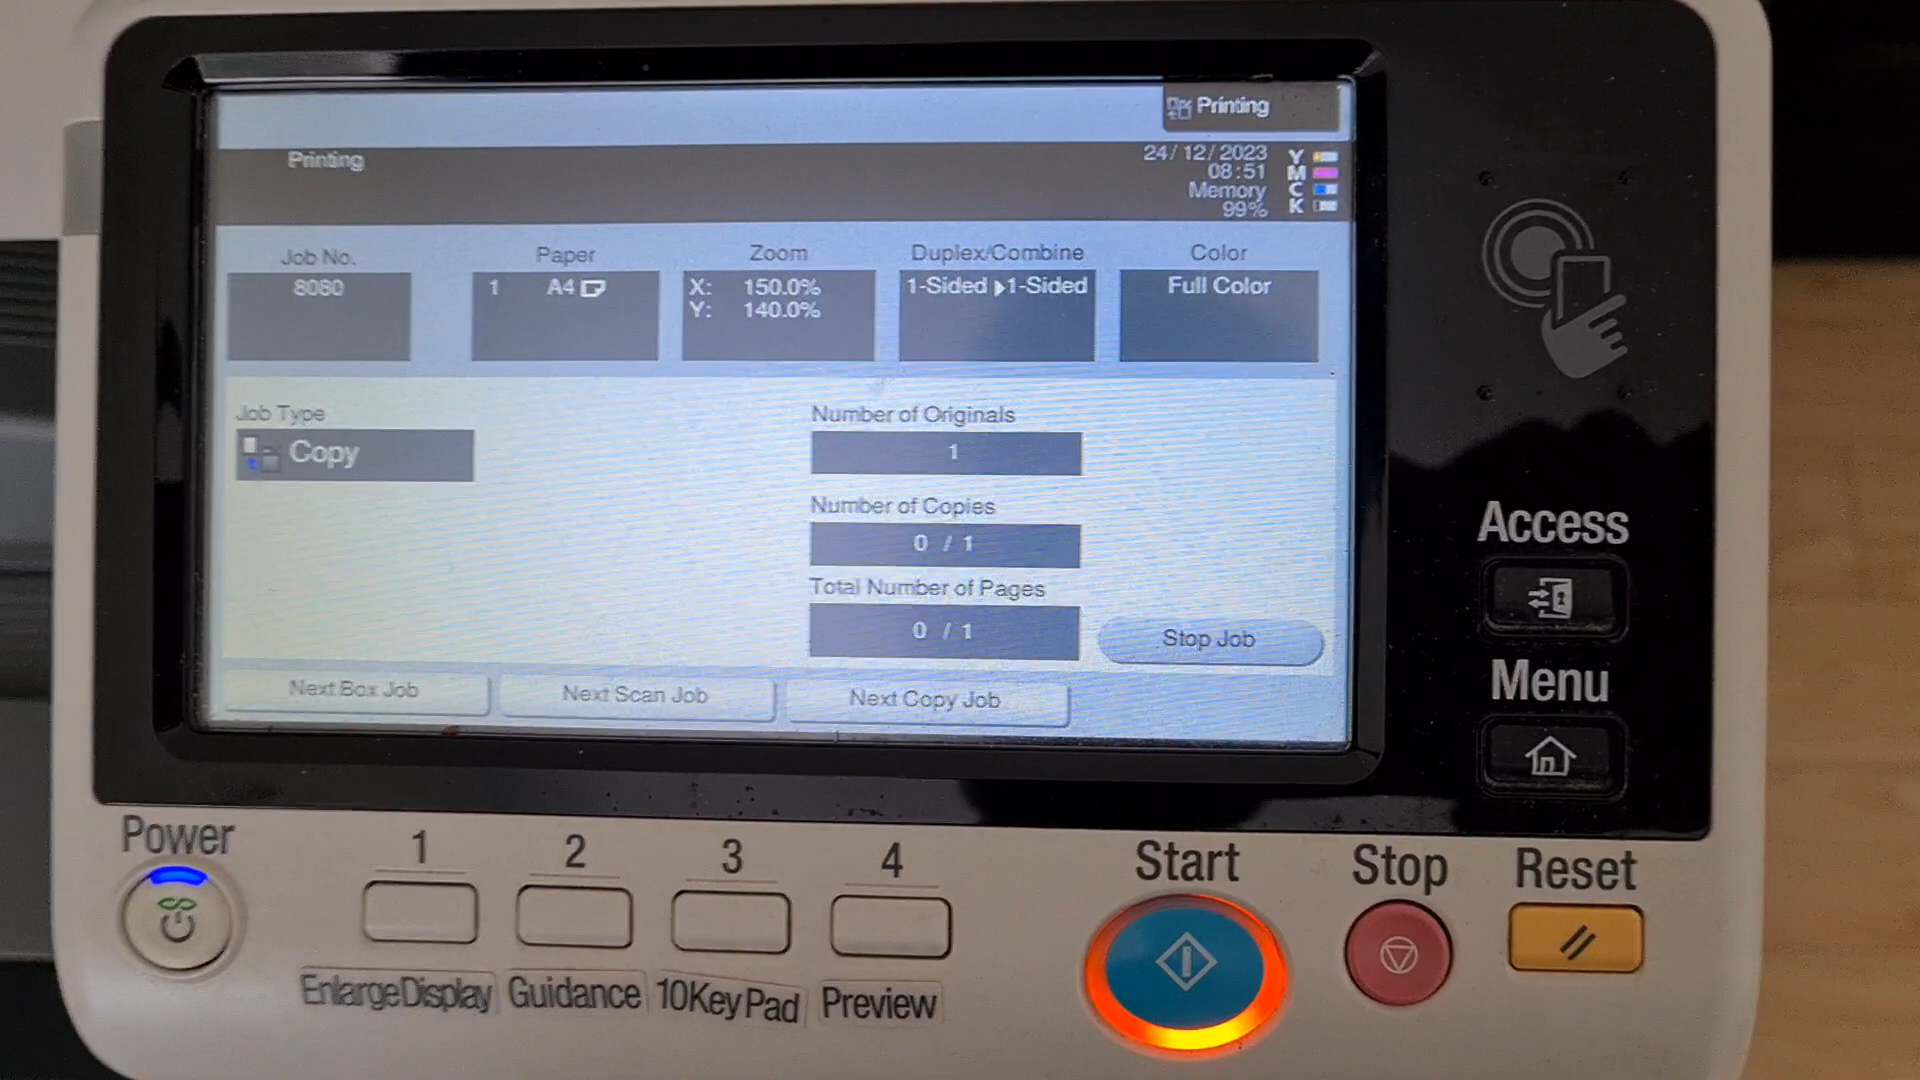 Printing
Printing
24/12/2023
08:51
Memory
99%
Y
M
C
K
Job No.
8080
Paper
1 A4
Zoom
X: 150.0%
Y: 140.0%
Duplex/Combine
1-Sided ▶1-Sided
Color
Full Color
Job Type
Copy
Number of Originals
1
Number of Copies
0 / 1
Total Number of Pages
0 / 1
Stop Job
Next Box Job
Next Scan Job
Next Copy Job
Access
Menu
Power
1
2
3
4
Start
Stop
Reset
Enlarge Display
Guidance
10Key Pad
Preview